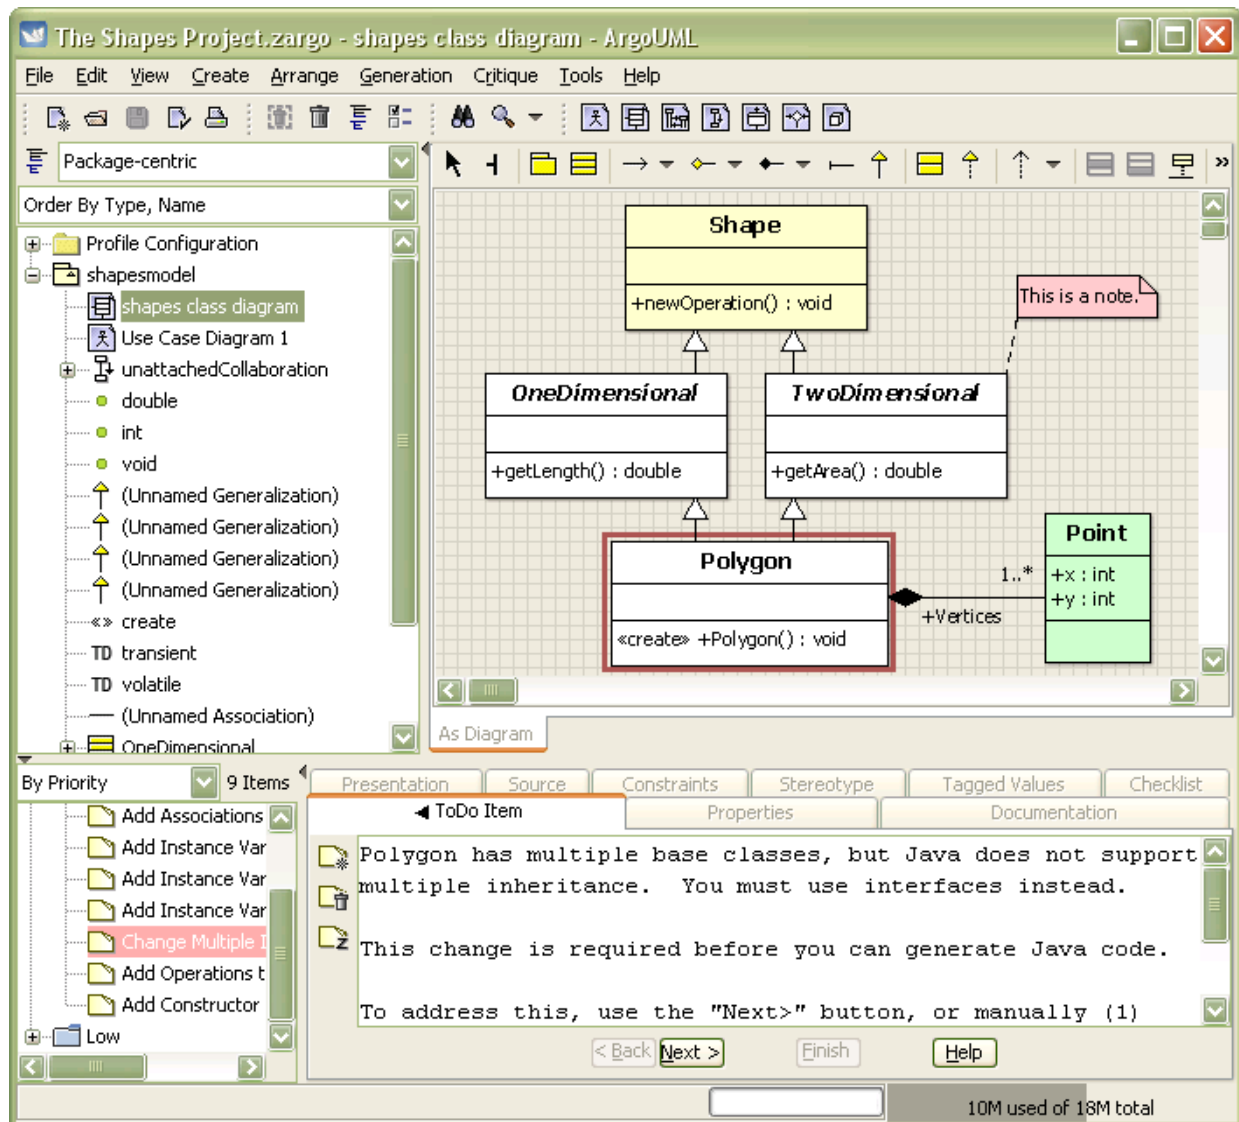 The Shapes Project.zargo - shapes class diagram - ArgoUML
File Edit View Create Arrange Generation Critique Tools Help
Package-centric
Order By Type, Name
Profile Configuration
shapesmodel
shapes class diagram
Use Case Diagram 1
unattachedCollaboration
double
int
void
(Unnamed Generalization)
(Unnamed Generalization)
(Unnamed Generalization)
(Unnamed Generalization)
«» create
TD transient
TD volatile
(Unnamed Association)
OneDimensional
»
Shape
+newOperation() : void
This is a note.
OneDimensional
+getLength() : double
TwoDimensional
+getArea() : double
Polygon
«create» +Polygon() : void
1..*
+Vertices
Point
+x : int
+y : int
As Diagram
By Priority 9 Items
Add Associations
Add Instance Var
Add Instance Var
Add Instance Var
Change Multiple I
Add Operations t
Add Constructor
Low
Presentation Source Constraints Stereotype Tagged Values Checklist
ToDo Item Properties Documentation
Polygon has multiple base classes, but Java does not support
multiple inheritance. You must use interfaces instead.
This change is required before you can generate Java code.
To address this, use the "Next>" button, or manually (1)
< Back Next > Finish Help
10M used of 18M total